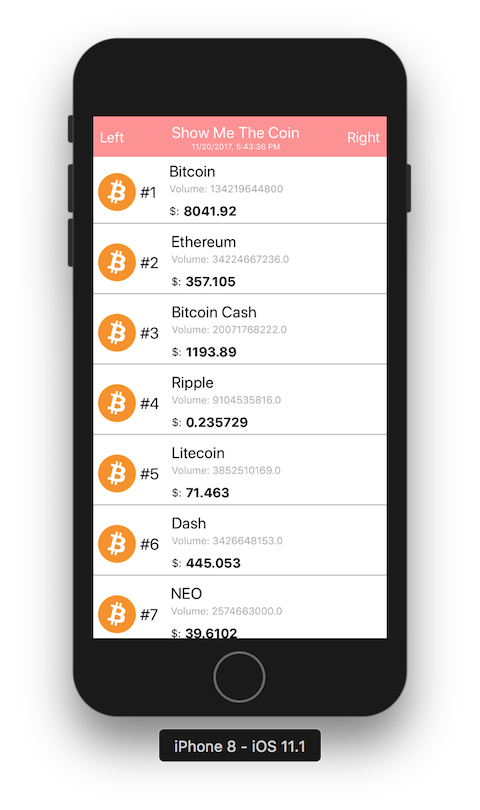 Left Show Me The Coin Right
11/20/2017, 5:43:36 PM
Bitcoin
#1 Volume: 134219644800
$: 8041.92
Ethereum
#2 Volume: 34224667236.0
$: 357.105
Bitcoin Cash
#3 Volume: 20071768222.0
$: 1193.89
Ripple
#4 Volume: 9104535816.0
$: 0.235729
Litecoin
#5 Volume: 3852510169.0
$: 71.463
Dash
#6 Volume: 3426648153.0
$: 445.053
NEO
#7 Volume: 2574663000.0
$: 39.6102
iPhone 8 - iOS 11.1